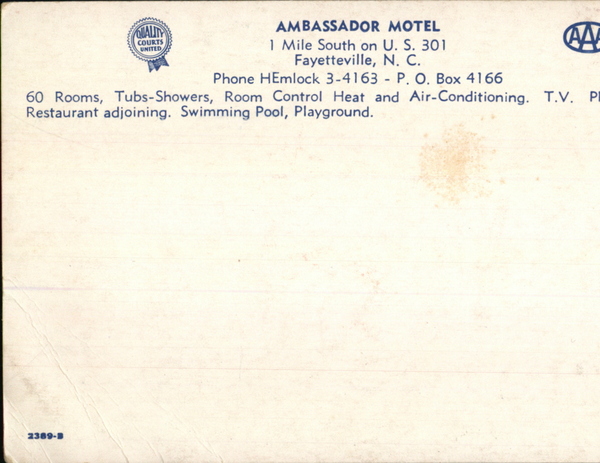 QUALITY
COURTS
UNITED
AMBASSADOR MOTEL
1 Mile South on U. S. 301
Fayetteville, N. C.
Phone HEmlock 3-4163 - P. O. Box 4166
AAA
60 Rooms, Tubs-Showers, Room Control Heat and Air-Conditioning. T.V.
Restaurant adjoining. Swimming Pool, Playground.
2389-B